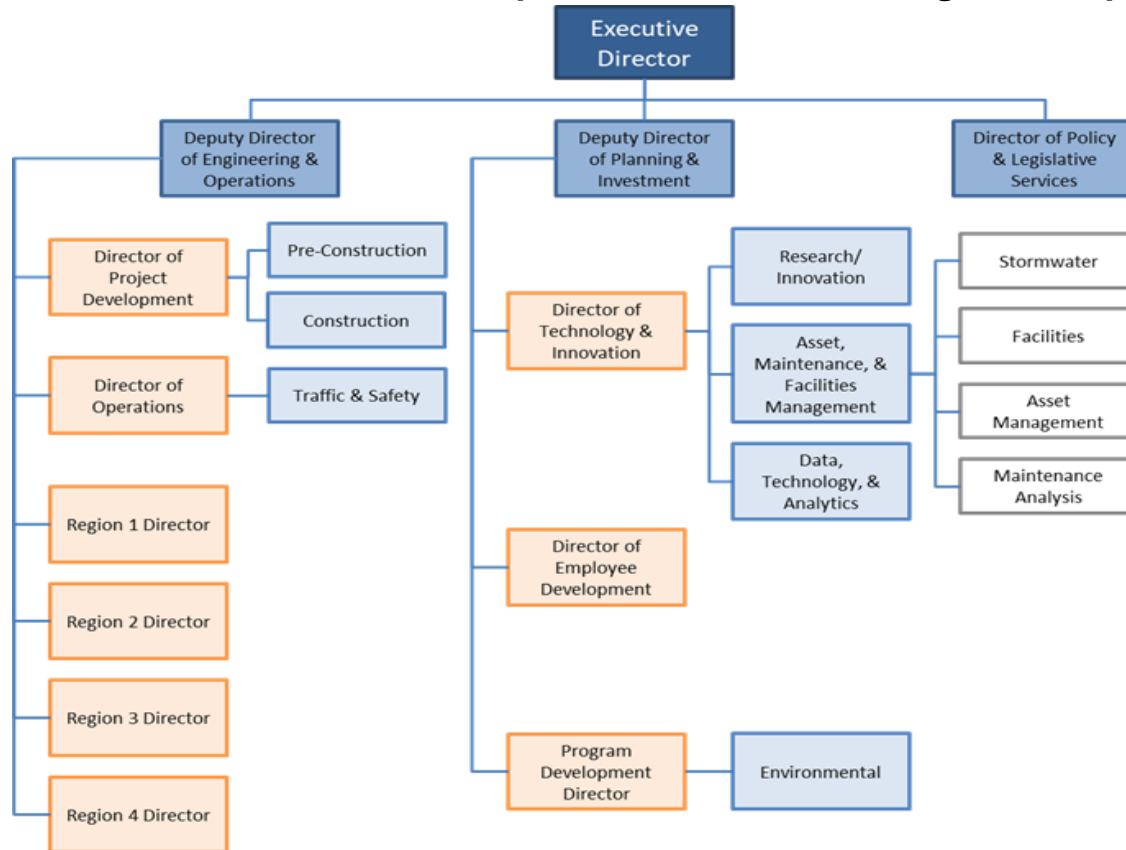 Executive
Director
Deputy Director
of Engineering &
Operations
Deputy Director
of Planning &
Investment
Director of Policy
& Legislative
Services
Director of
Project
Development
Pre-Construction
Construction
Director of
Operations
Traffic & Safety
Region 1 Director
Region 2 Director
Region 3 Director
Region 4 Director
Director of
Technology &
Innovation
Research/
Innovation
Asset,
Maintenance, &
Facilities
Management
Data,
Technology, &
Analytics
Stormwater
Facilities
Asset
Management
Maintenance
Analysis
Director of
Employee
Development
Program
Development
Director
Environmental